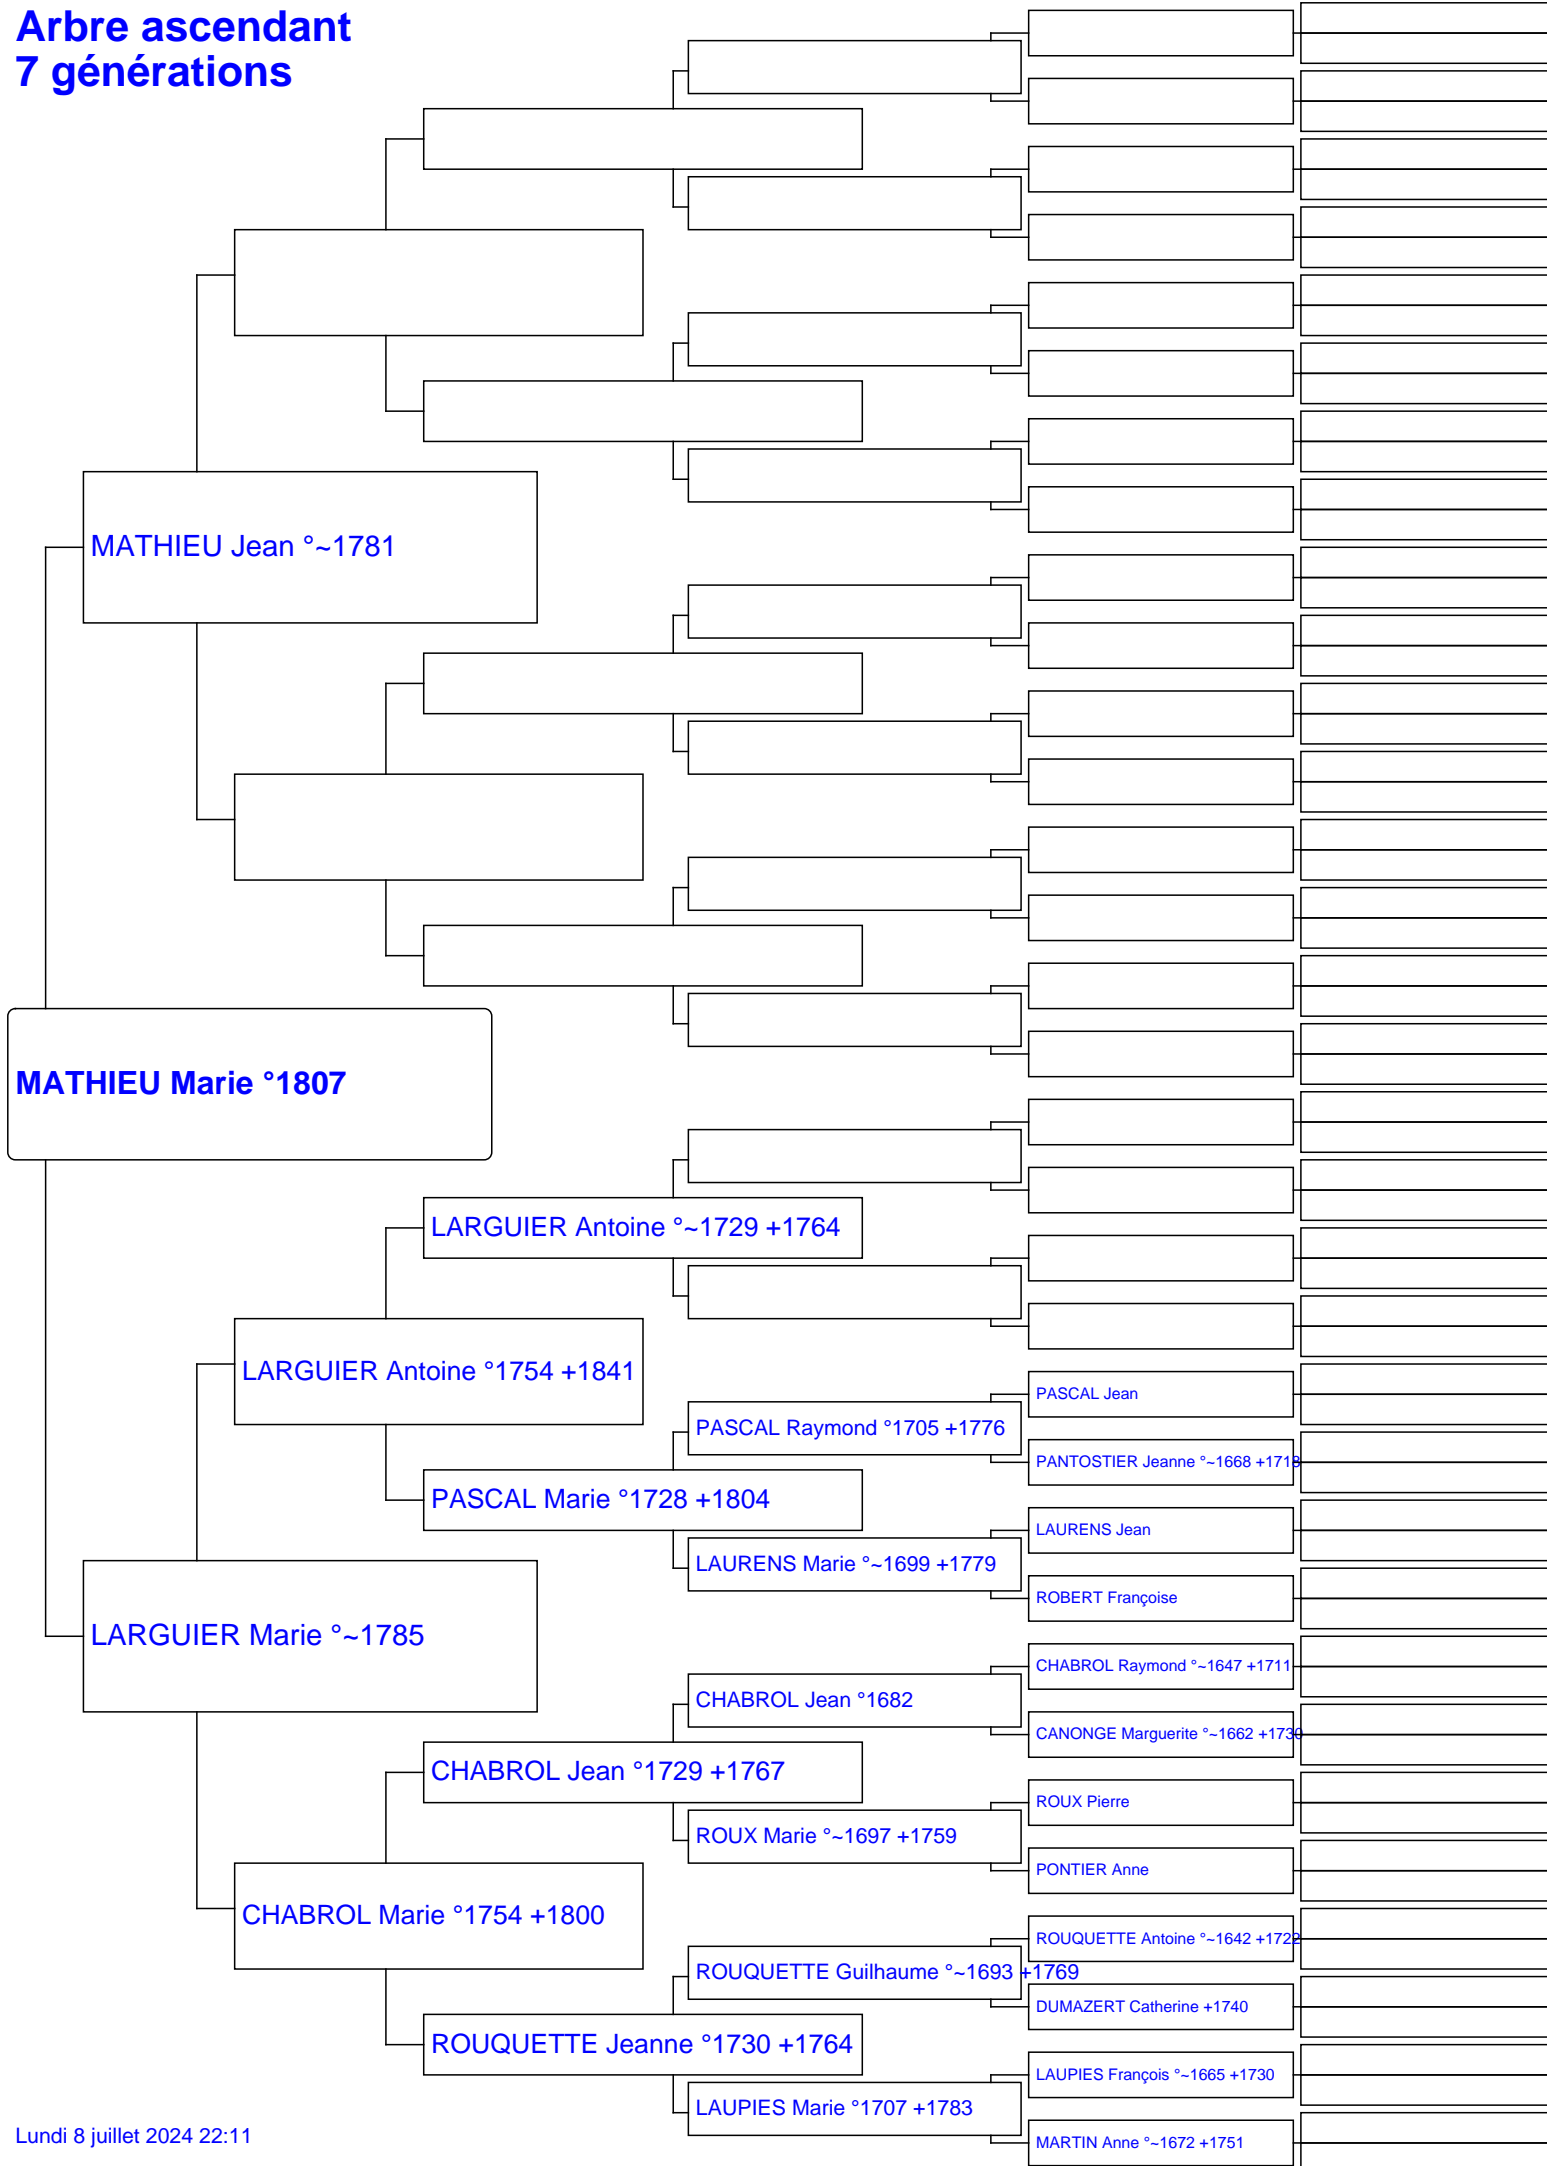 Arbre ascendant
7 générations
MATHIEU Jean °~1781
MATHIEU Marie °1807
LARGUIER Antoine °~1729 +1764
LARGUIER Antoine °1754 +1841
PASCAL Jean
PASCAL Raymond °1705 +1776
PANTOSTIER Jeanne °~1668 +1718
PASCAL Marie °1728 +1804
LAURENS Jean
LAURENS Marie °~1699 +1779
ROBERT Françoise
LARGUIER Marie °~1785
CHABROL Raymond °~1647 +1711
CHABROL Jean °1682
CANONGE Marguerite °~1662 +1730
CHABROL Jean °1729 +1767
ROUX Pierre
ROUX Marie °~1697 +1759
PONTIER Anne
CHABROL Marie °1754 +1800
ROUQUETTE Antoine °~1642 +1722
ROUQUETTE Guilhaume °~1693 +1769
DUMAZERT Catherine +1740
ROUQUETTE Jeanne °1730 +1764
LAUPIES François °~1665 +1730
LAUPIES Marie °1707 +1783
MARTIN Anne °~1672 +1751
Lundi 8 juillet 2024 22:11